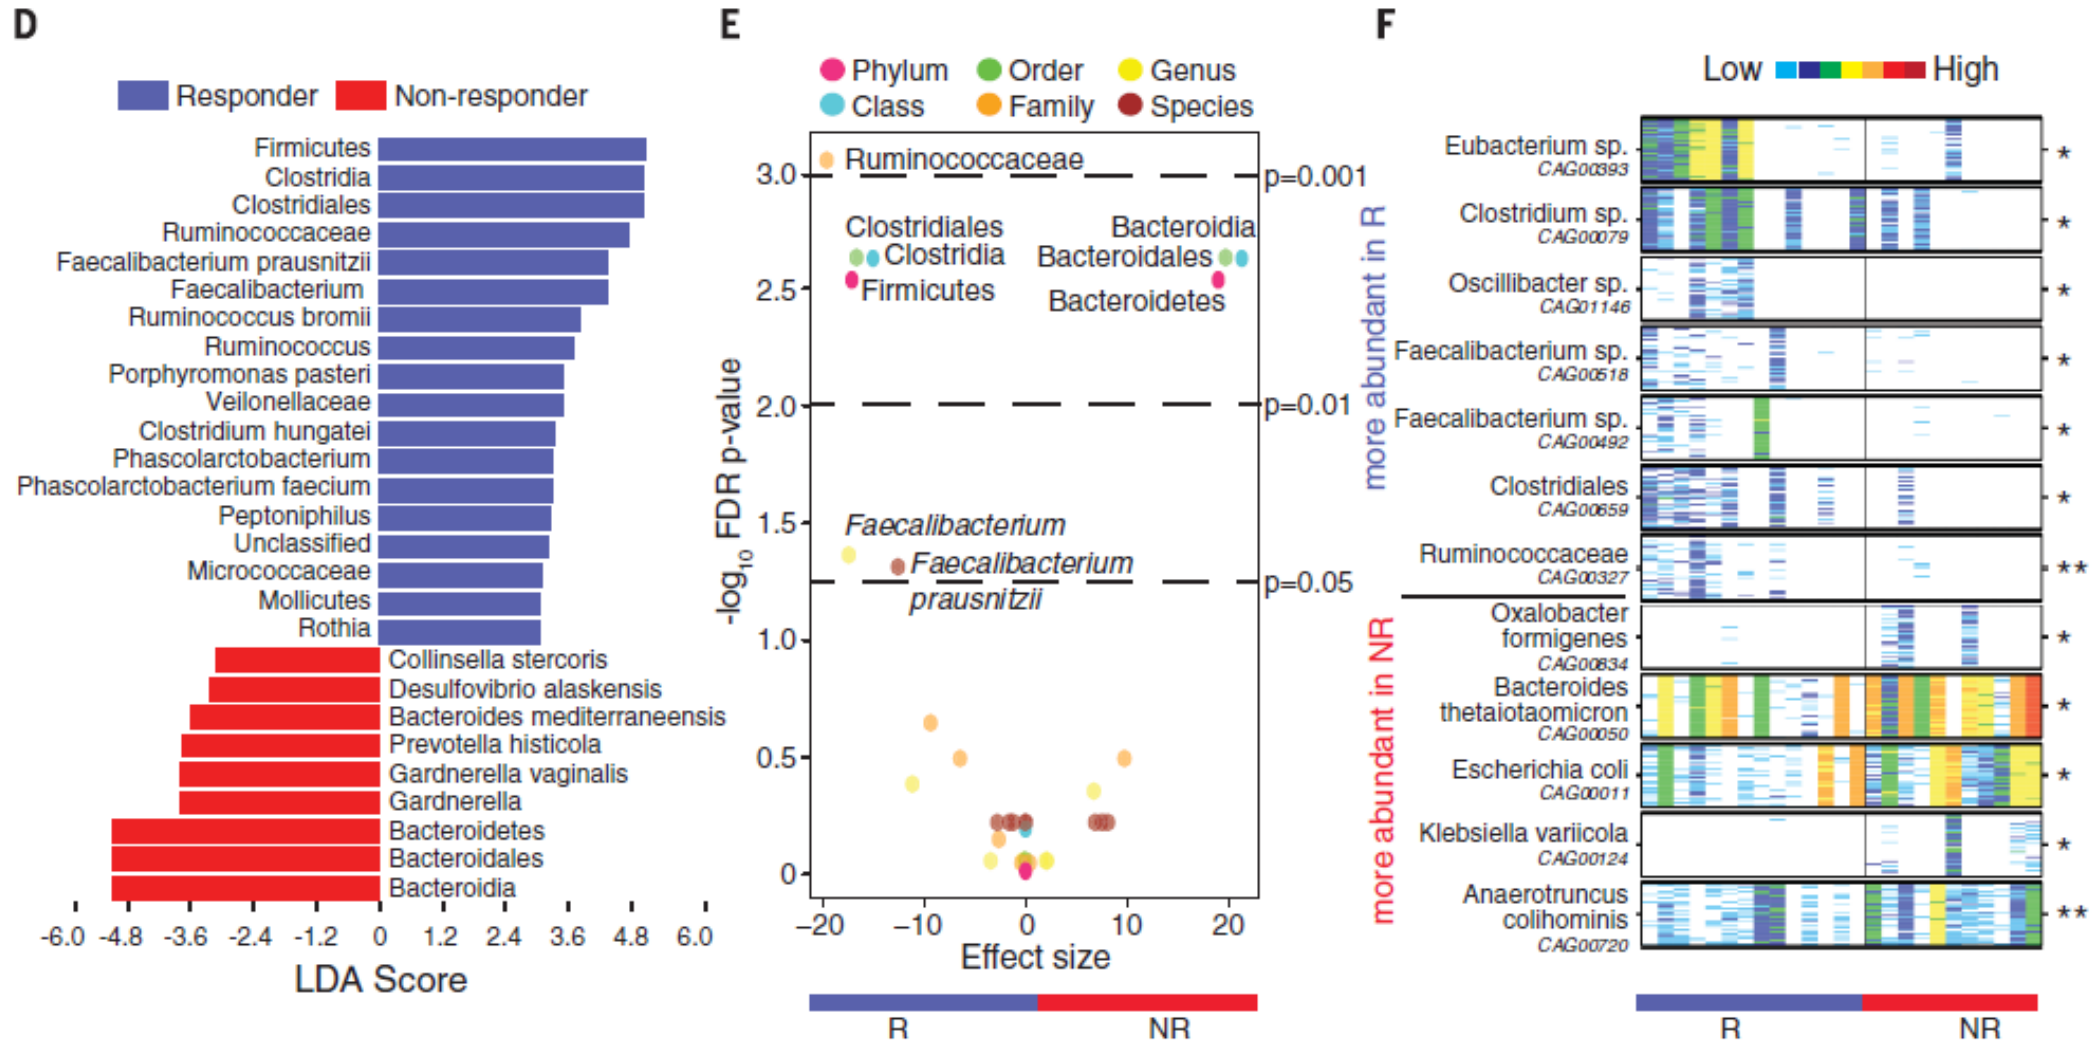 D
Responder
Non-responder
Firmicutes
Clostridia
Clostridiales
Ruminococcaceae
Faecalibacterium prausnitzii
Faecalibacterium
Ruminococcus bromii
Ruminococcus
Porphyromonas pasteri
Veilonellaceae
Clostridium hungatei
Phascolarctobacterium
Phascolarctobacterium faecium
Peptoniphilus
Unclassified
Micrococcaceae
Mollicutes
Rothia
Collinsella stercoris
Desulfovibrio alaskensis
Bacteroides mediterraneensis
Prevotella histicola
Gardnerella vaginalis
Gardnerella
Bacteroidetes
Bacteroidales
Bacteroidia
-6.0 -4.8 -3.6 -2.4 -1.2 0 1.2 2.4 3.6 4.8 6.0
LDA Score
E
Phylum Order Genus
Class Family Species
-log10 FDR p-value
3.0
2.5
2.0
1.5
1.0
0.5
0
Ruminococcaceae
p=0.001
Clostridiales
Clostridia
Firmicutes
Bacteroidia
Bacteroidales
Bacteroidetes
p=0.01
Faecalibacterium
Faecalibacterium
prausnitzii
p=0.05
−20 −10 0 10 20
Effect size
R NR
F
Low High
more abundant in R
more abundant in NR
Eubacterium sp.
CAG00393 *
Clostridium sp.
CAG00079 *
Oscillibacter sp.
CAG01146 *
Faecalibacterium sp.
CAG00518 *
Faecalibacterium sp.
CAG00492 *
Clostridiales
CAG00659 *
Ruminococcaceae
CAG00327 **
Oxalobacter
formigenes
CAG00834 *
Bacteroides
thetaiotaomicron
CAG00050 *
Escherichia coli
CAG00011 *
Klebsiella variicola
CAG00124 *
Anaerotruncus
colihominis
CAG00720 **
R NR